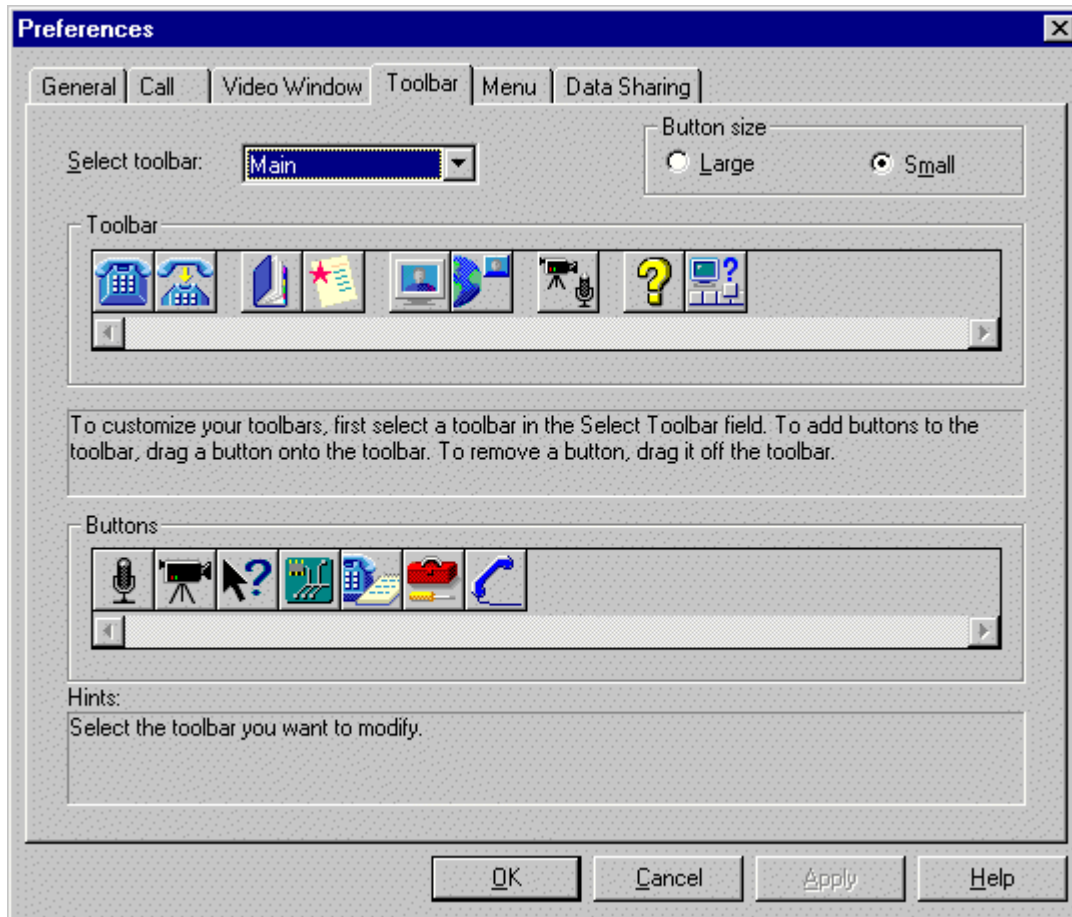 Preferences
General Call Video Window Toolbar Menu Data Sharing
Select toolbar: Main
Button size
Large Small
Toolbar
To customize your toolbars, first select a toolbar in the Select Toolbar field. To add buttons to the
toolbar, drag a button onto the toolbar. To remove a button, drag it off the toolbar.
Buttons
Hints:
Select the toolbar you want to modify.
OK Cancel Apply Help